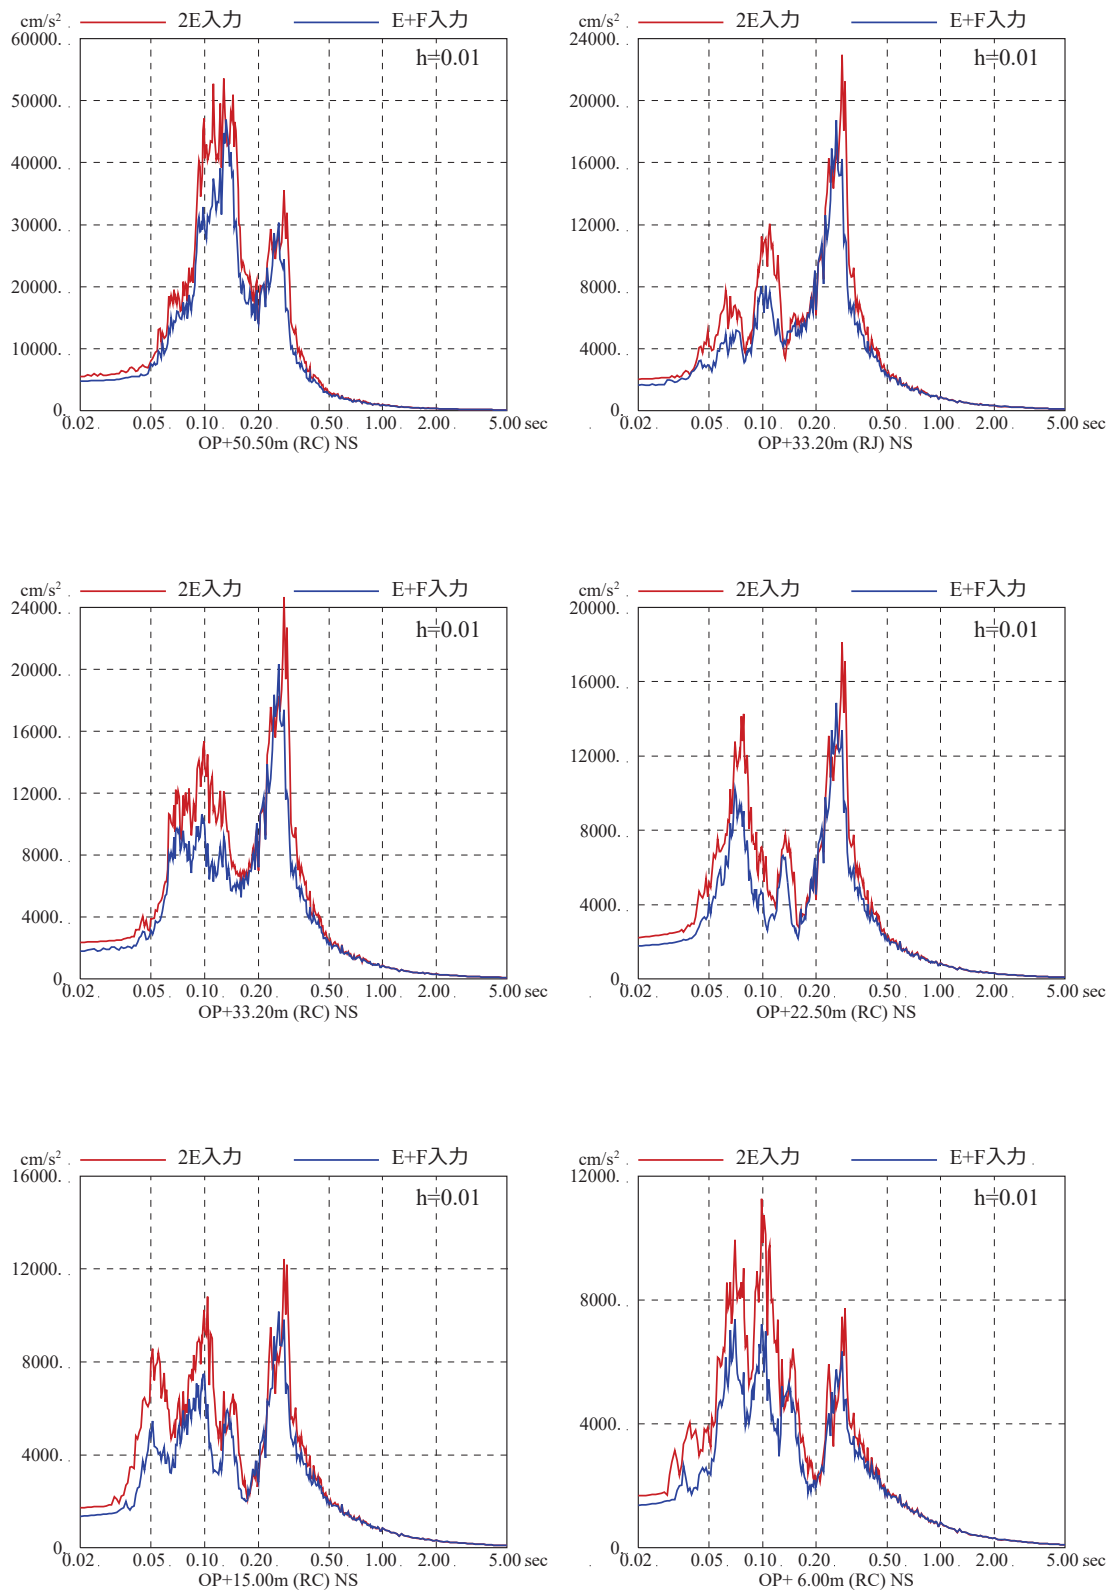 cm/s² 2E入力 E+F入力
60000.
h=0.01
50000.
40000.
30000.
20000.
10000.
0.
0.02 0.05 0.10 0.20 0.50 1.00 2.00 5.00 sec
OP+50.50m (RC) NS
cm/s² 2E入力 E+F入力
24000.
h=0.01
20000.
16000.
12000.
8000.
4000.
0.
0.02 0.05 0.10 0.20 0.50 1.00 2.00 5.00 sec
OP+33.20m (RJ) NS
cm/s² 2E入力 E+F入力
24000.
h=0.01
20000.
16000.
12000.
8000.
4000.
0.
0.02 0.05 0.10 0.20 0.50 1.00 2.00 5.00 sec
OP+33.20m (RC) NS
cm/s² 2E入力 E+F入力
20000.
h=0.01
16000.
12000.
8000.
4000.
0.
0.02 0.05 0.10 0.20 0.50 1.00 2.00 5.00 sec
OP+22.50m (RC) NS
cm/s² 2E入力 E+F入力
16000.
h=0.01
12000.
8000.
4000.
0.
0.02 0.05 0.10 0.20 0.50 1.00 2.00 5.00 sec
OP+15.00m (RC) NS
cm/s² 2E入力 E+F入力
12000.
h=0.01
8000.
4000.
0.
0.02 0.05 0.10 0.20 0.50 1.00 2.00 5.00 sec
OP+ 6.00m (RC) NS